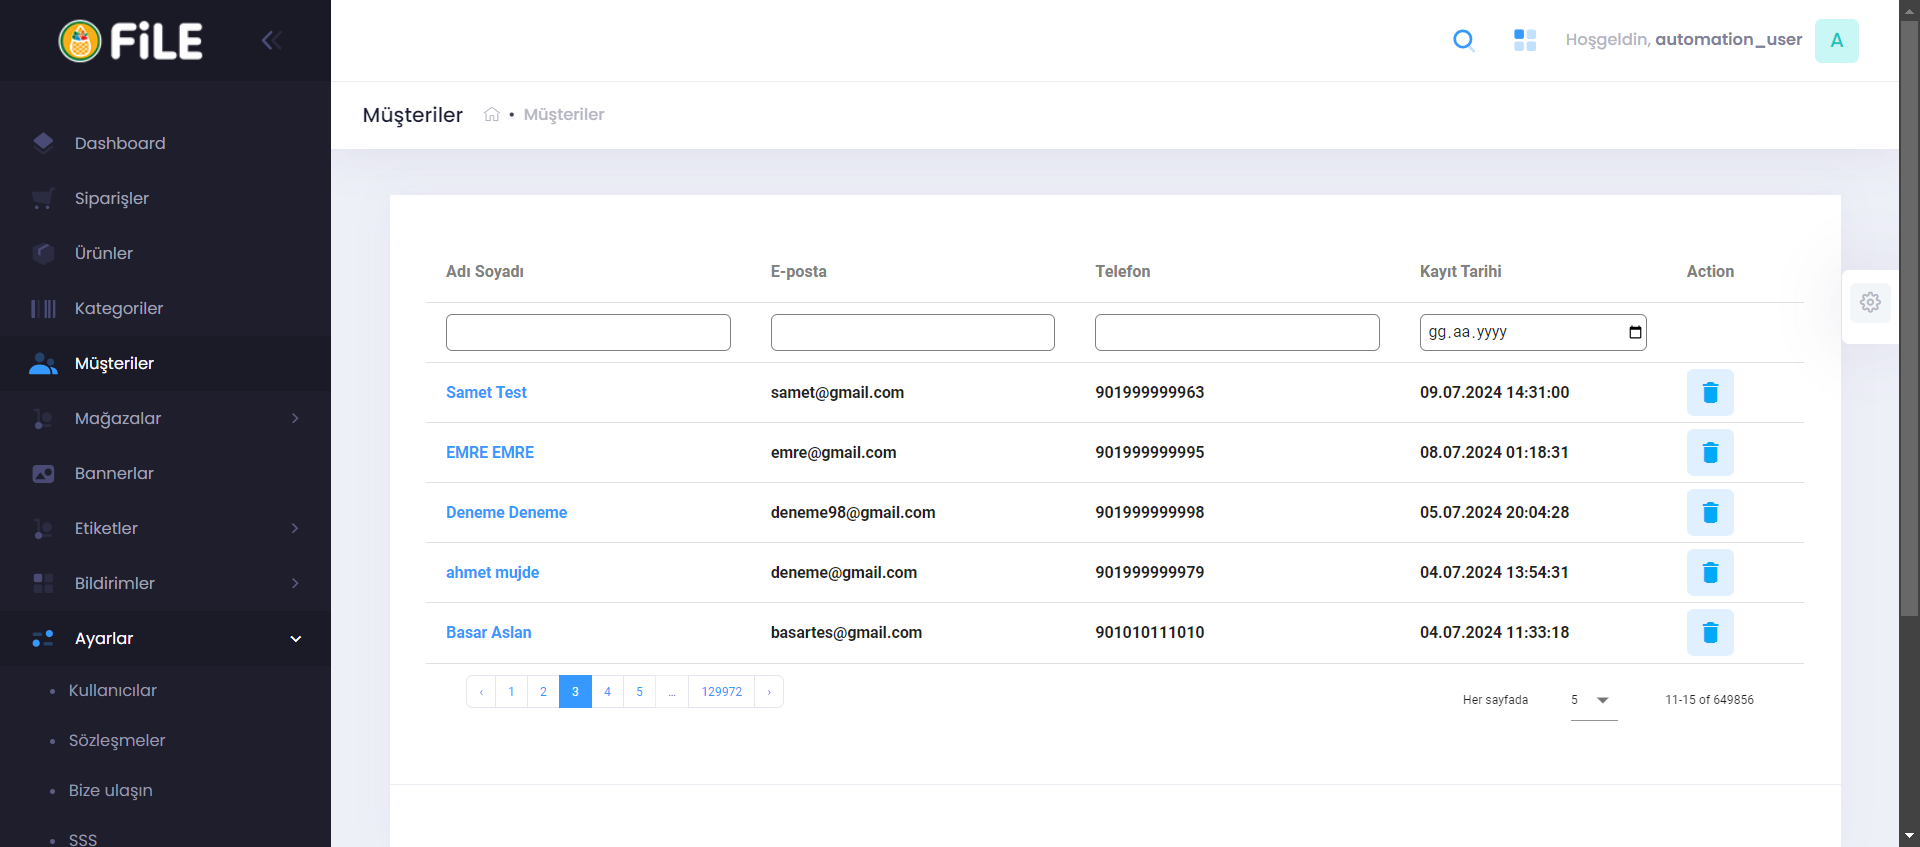 FiLE
Hoşgeldin, automation_user
A
Müşteriler
Müşteriler
Dashboard
Siparişler
Ürünler
Kategoriler
Müşteriler
Mağazalar
Bannerlar
Etiketler
Bildirimler
Ayarlar
Kullanıcılar
Sözleşmeler
Bize ulaşın
SSS
Adı Soyadı E-posta Telefon Kayıt Tarihi Action
gg.aa.yyyy
Samet Test samet@gmail.com 901999999963 09.07.2024 14:31:00
EMRE EMRE emre@gmail.com 901999999995 08.07.2024 01:18:31
Deneme Deneme deneme98@gmail.com 901999999998 05.07.2024 20:04:28
ahmet mujde deneme@gmail.com 901999999979 04.07.2024 13:54:31
Basar Aslan basartes@gmail.com 901010111010 04.07.2024 11:33:18
‹ 1 2 3 4 5 ... 129972 ›
Her sayfada 5 11-15 of 649856